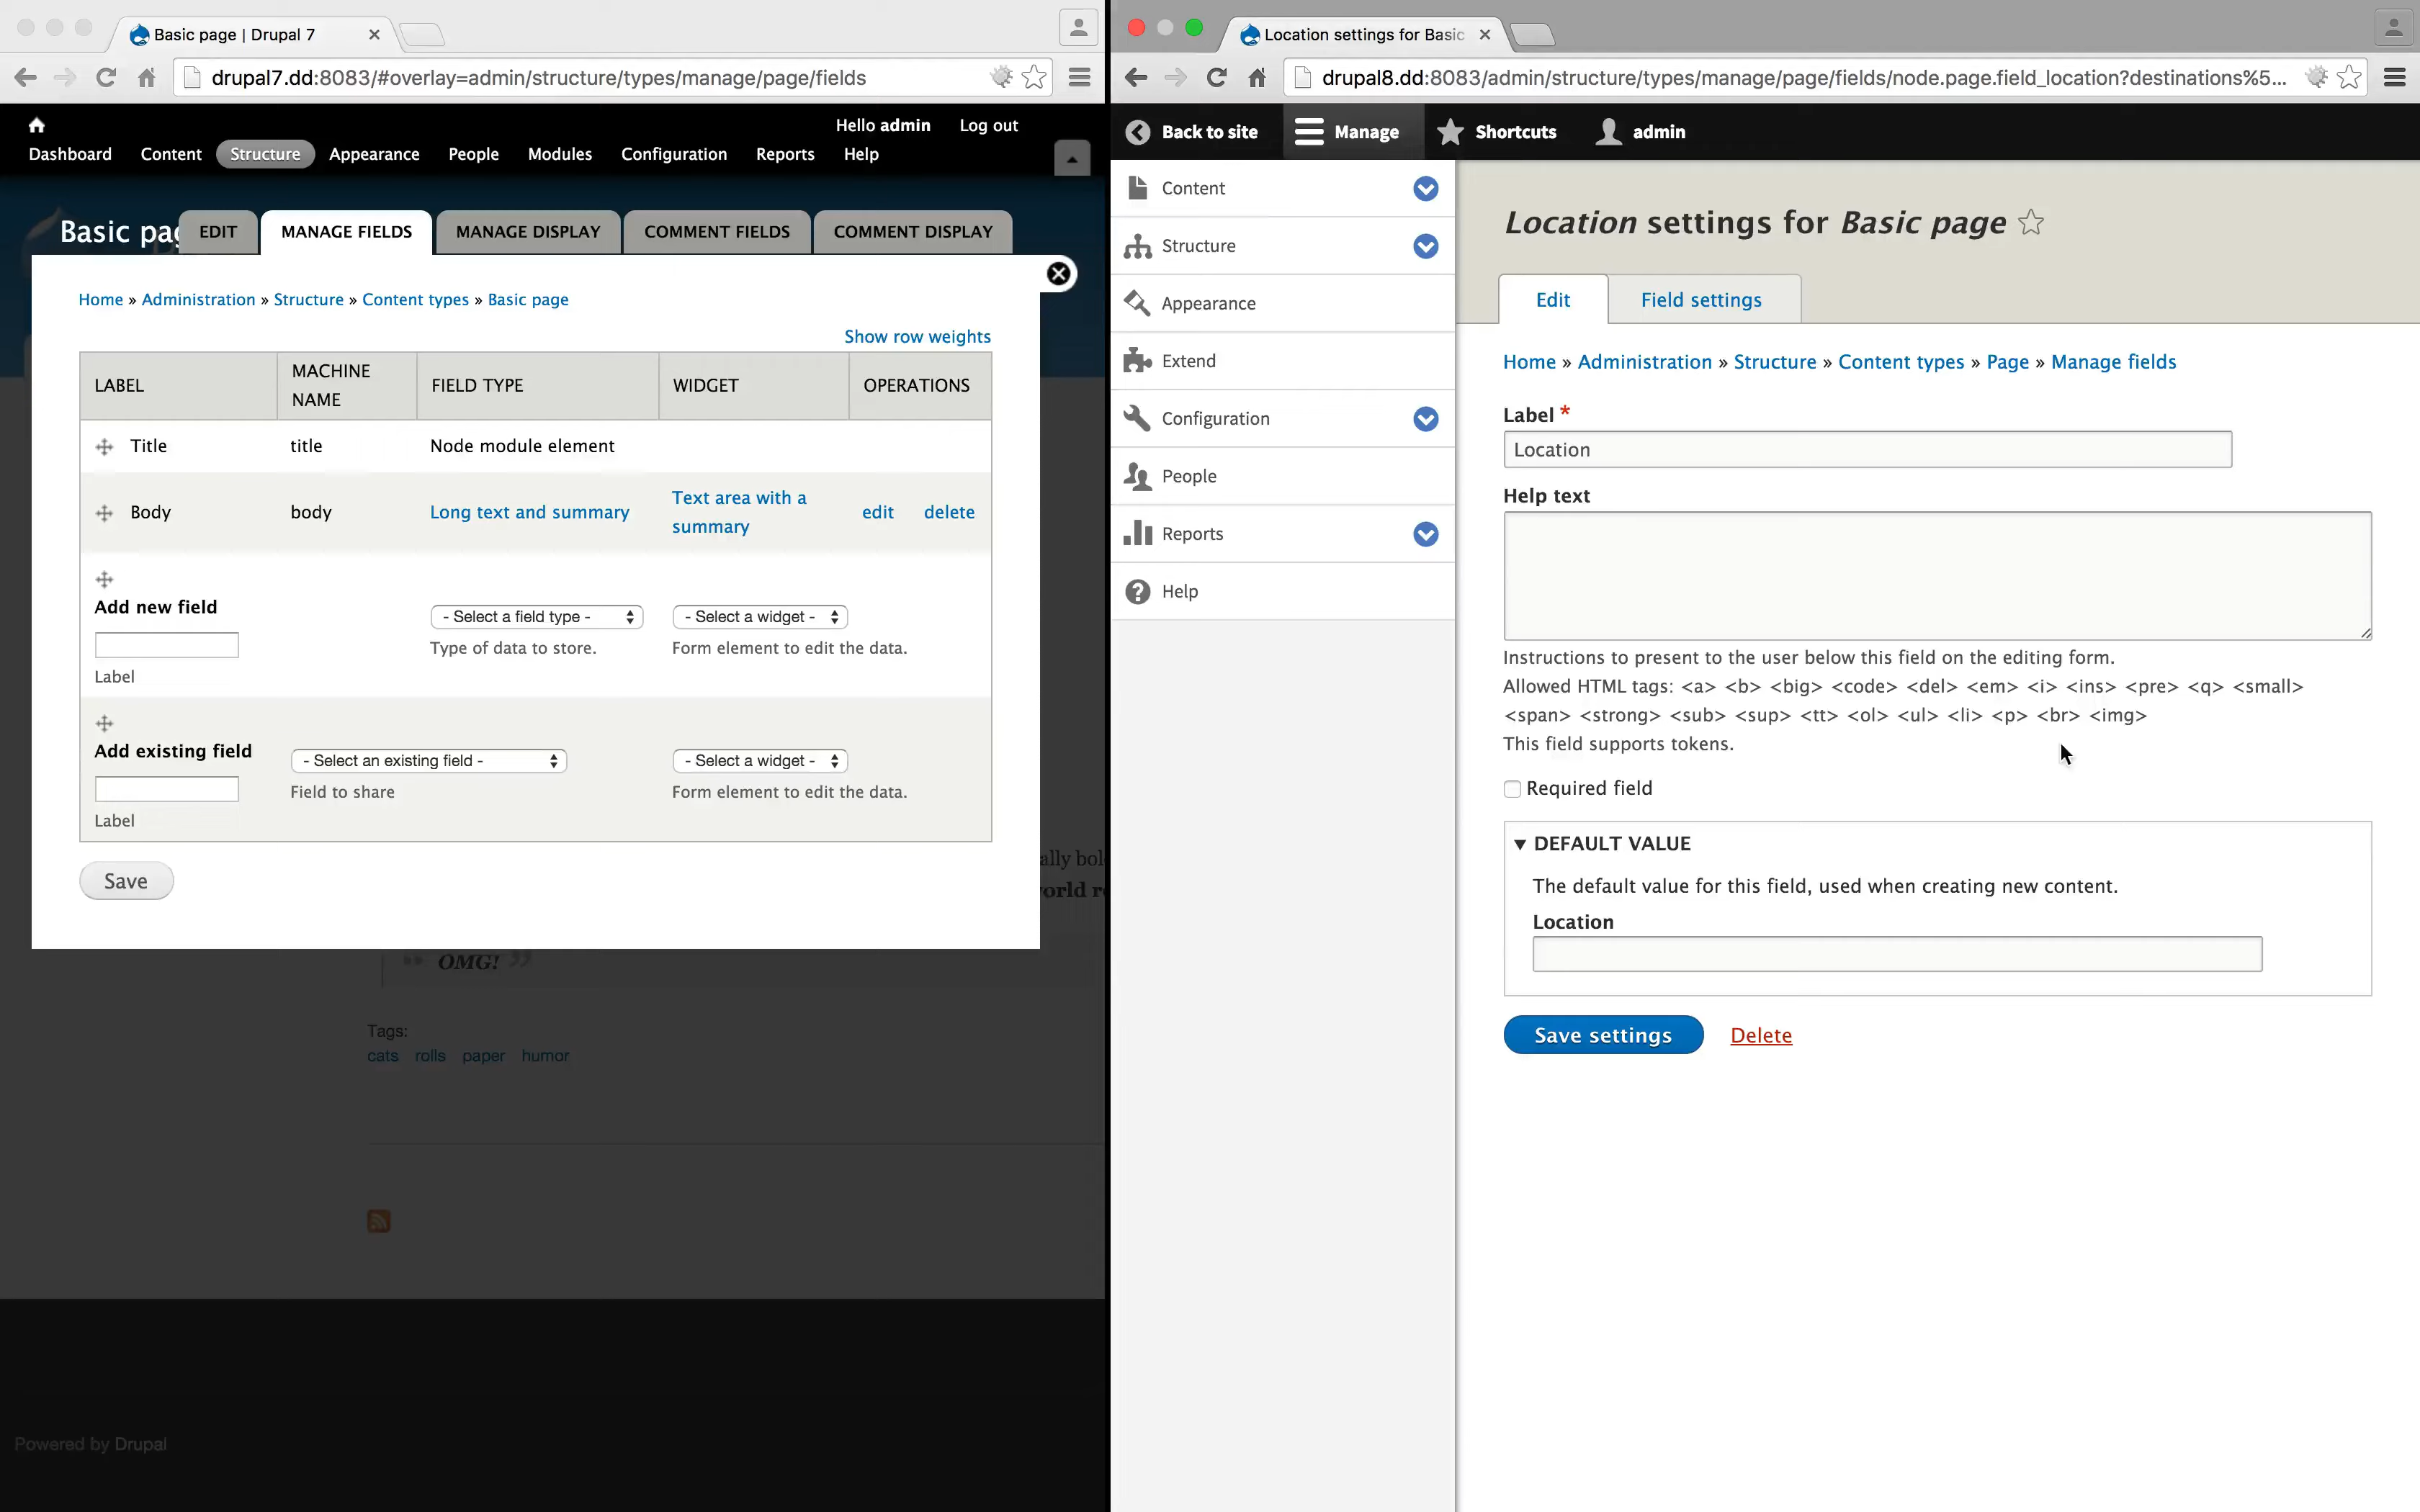 Basic page | Drupal 7
drupal7.dd:8083/#overlay=admin/structure/types/manage/page/fields
Hello admin Log out
Dashboard Content Structure Appearance People Modules Configuration Reports Help
Basic pag EDIT MANAGE FIELDS MANAGE DISPLAY COMMENT FIELDS COMMENT DISPLAY
Home » Administration » Structure » Content types » Basic page
Show row weights
LABEL MACHINE NAME FIELD TYPE WIDGET OPERATIONS
Title title Node module element
Body body Long text and summary Text area with a summary edit delete
Add new field
- Select a field type - - Select a widget -
Type of data to store. Form element to edit the data.
Label
Add existing field
- Select an existing field - - Select a widget -
Field to share Form element to edit the data.
Label
Save
ally bol
orld r
“ OMG! ”
Tags:
cats rolls paper humor
Powered by Drupal
Location settings for Basic
drupal8.dd:8083/admin/structure/types/manage/page/fields/node.page.field_location?destinations%5...
Back to site Manage Shortcuts admin
Content
Structure
Appearance
Extend
Configuration
People
Reports
Help
Location settings for Basic page
Edit Field settings
Home » Administration » Structure » Content types » Page » Manage fields
Label *
Location
Help text
Instructions to present to the user below this field on the editing form.
Allowed HTML tags: <a> <b> <big> <code> <del> <em> <i> <ins> <pre> <q> <small>
<span> <strong> <sub> <sup> <tt> <ol> <ul> <li> <p> <br> <img>
This field supports tokens.
Required field
▼ DEFAULT VALUE
The default value for this field, used when creating new content.
Location
Save settings Delete